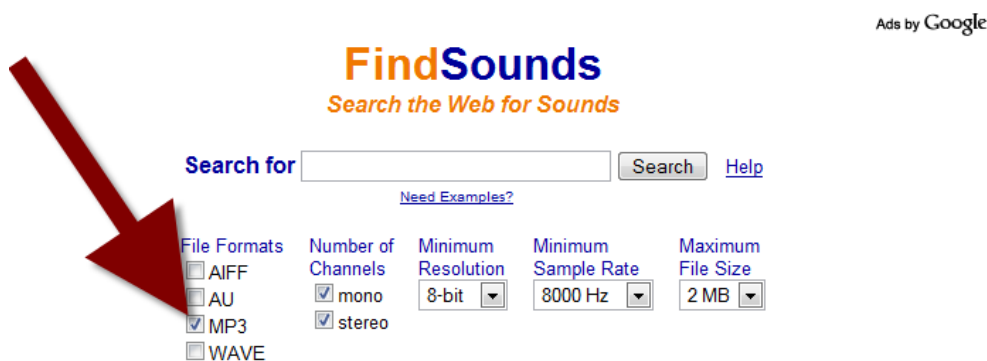 Ads by Google
FindSounds
Search the Web for Sounds
Search for Search Help
Need Examples?
File Formats Number of Channels Minimum Resolution Minimum Sample Rate Maximum File Size
AIFF mono 8-bit 8000 Hz 2 MB
AU stereo
MP3
WAVE